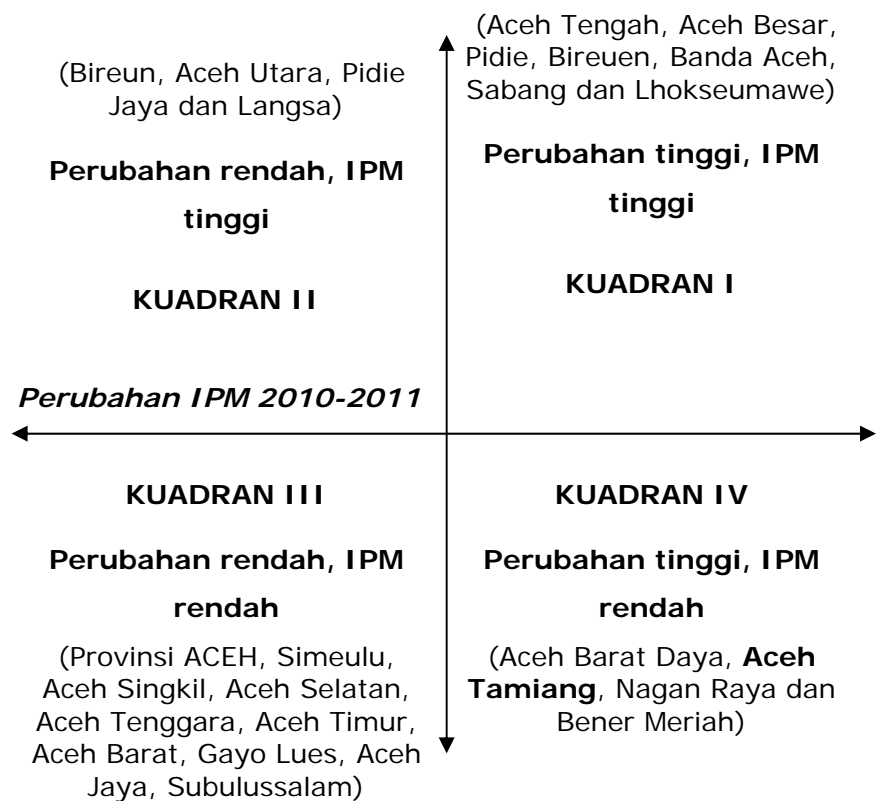 (Bireun, Aceh Utara, Pidie
Jaya dan Langsa)
Perubahan rendah, IPM
tinggi
KUADRAN II
(Aceh Tengah, Aceh Besar,
Pidie, Bireuen, Banda Aceh,
Sabang dan Lhokseumawe)
Perubahan tinggi, IPM
tinggi
KUADRAN I
Perubahan IPM 2010-2011
KUADRAN III
Perubahan rendah, IPM
rendah
(Provinsi ACEH, Simeulu,
Aceh Singkil, Aceh Selatan,
Aceh Tenggara, Aceh Timur,
Aceh Barat, Gayo Lues, Aceh
Jaya, Subulussalam)
KUADRAN IV
Perubahan tinggi, IPM
rendah
(Aceh Barat Daya, Aceh
Tamiang, Nagan Raya dan
Bener Meriah)